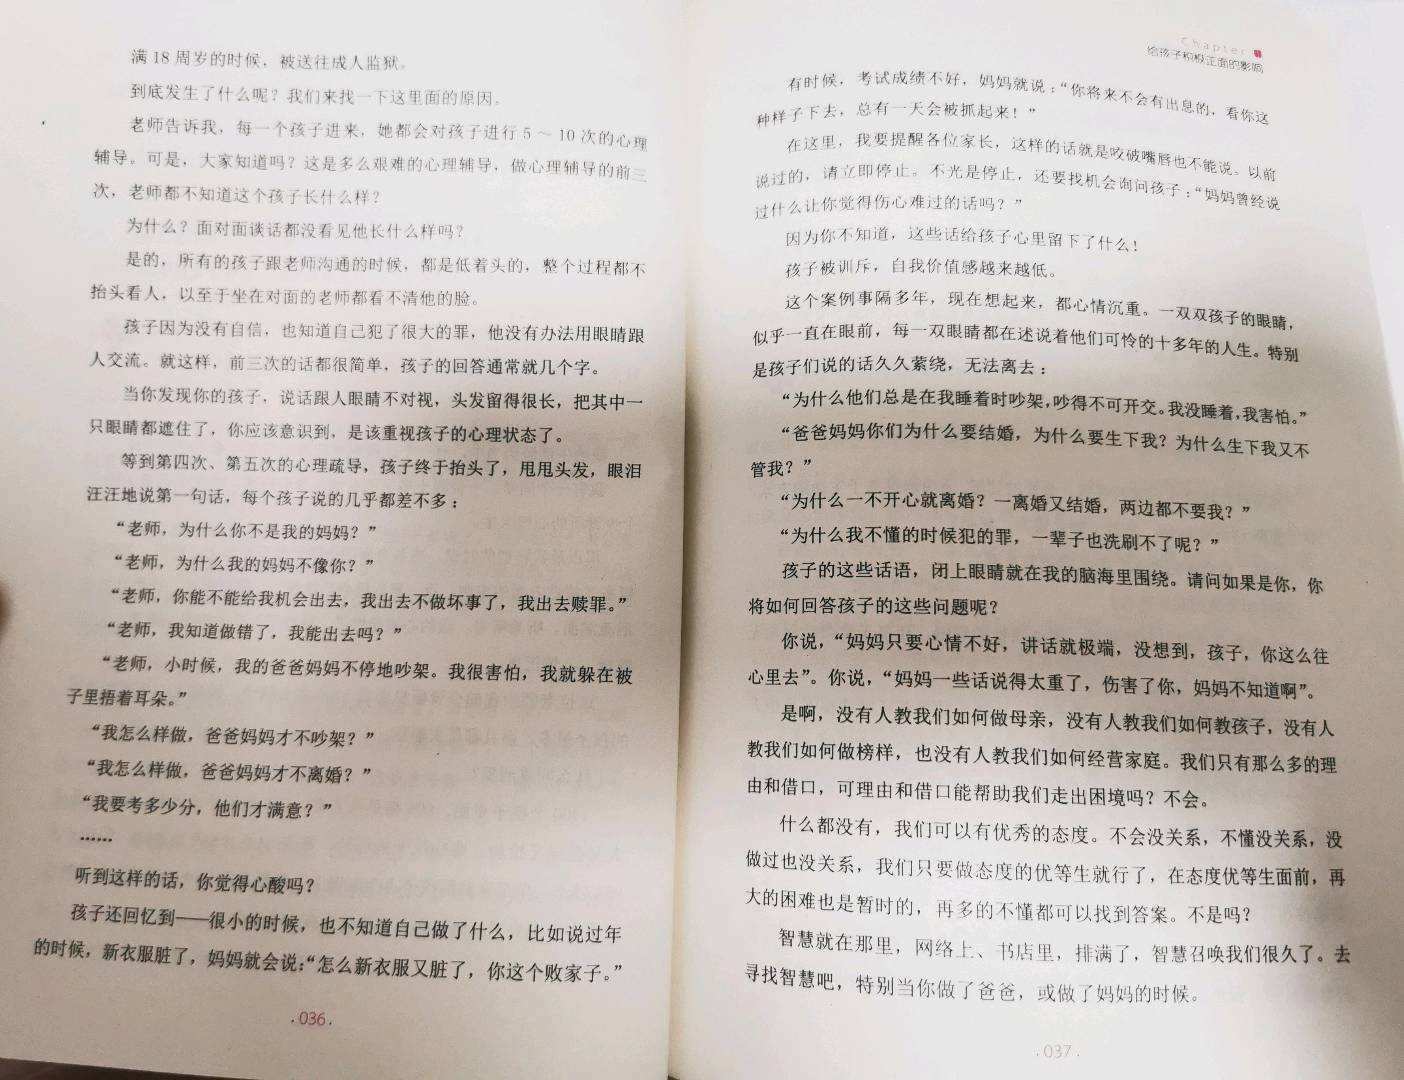 满 18 周岁的时候，被送往成人监狱。
到底发生了什么呢？我们来找一下这里面的原因。
老师告诉我，每一个孩子进来，她都会对孩子进行 5 ～ 10 次的心理
辅导。可是，大家知道吗？这是多么艰难的心理辅导，做心理辅导的前三
次，老师都不知道这个孩子长什么样？
为什么？面对面谈话都没看见他长什么样吗？
是的，所有的孩子跟老师沟通的时候，都是低着头的，整个过程都不
抬头看人，以至于坐在对面的老师都看不清他的脸。
孩子因为没有自信，也知道自己犯了很大的罪，他没有办法用眼睛跟
人交流。就这样，前三次的话都很简单，孩子的回答通常就几个字。
当你发现你的孩子，说话跟人眼睛不对视，头发留得很长，把其中一
只眼睛都遮住了，你应该意识到，是该重视孩子的心理状态了。
等到第四次、第五次的心理疏导，孩子终于抬头了，甩甩头发，眼泪
汪汪地说第一句话，每个孩子说的几乎都差不多：
“老师，为什么你不是我的妈妈？”
“老师，为什么我的妈妈不像你？”
“老师，你能不能给我机会出去，我出去不做坏事了，我出去赎罪。”
“老师，我知道做错了，我能出去吗？”
“老师，小时候，我的爸爸妈妈不停地吵架。我很害怕，我就躲在被
子里捂着耳朵。”
“我怎么样做，爸爸妈妈才不吵架？”
“我怎么样做，爸爸妈妈才不离婚？”
“我要考多少分，他们才满意？”
……
听到这样的话，你觉得心酸吗？
孩子还回忆到——很小的时候，也不知道自己做了什么，比如说过年
的时候，新衣服脏了，妈妈就会说：“怎么新衣服又脏了，你这个败家子。”
· 036 ·
Chapter 1
给孩子积极正面的影响
有时候，考试成绩不好，妈妈就说：“你将来不会有出息的，看你这
种样子下去，总有一天会被抓起来！”
在这里，我要提醒各位家长，这样的话就是咬破嘴唇也不能说。以前
说过的，请立即停止。不光是停止，还要找机会询问孩子：“妈妈曾经说
过什么让你觉得伤心难过的话吗？”
因为你不知道，这些话给孩子心里留下了什么！
孩子被训斥，自我价值感越来越低。
这个案例事隔多年，现在想起来，都心情沉重。一双双孩子的眼睛，
似乎一直在眼前，每一双眼睛都在述说着他们可怜的十多年的人生。特别
是孩子们说的话久久萦绕，无法离去：
“为什么他们总是在我睡着时吵架，吵得不可开交。我没睡着，我害怕。”
“爸爸妈妈你们为什么要结婚，为什么要生下我？为什么生下我又不
管我？”
“为什么一不开心就离婚？一离婚又结婚，两边都不要我？”
“为什么我不懂的时候犯的罪，一辈子也洗刷不了呢？”
孩子的这些话语，闭上眼睛就在我的脑海里围绕。请问如果是你，你
将如何回答孩子的这些问题呢？
你说，“妈妈只要心情不好，讲话就极端，没想到，孩子，你这么往
心里去”。你说，“妈妈一些话说得太重了，伤害了你，妈妈不知道啊”。
是啊，没有人教我们如何做母亲，没有人教我们如何教孩子，没有人
教我们如何做榜样，也没有人教我们如何经营家庭。我们只有那么多的理
由和借口，可理由和借口能帮助我们走出困境吗？不会。
什么都没有，我们可以有优秀的态度。不会没关系，不懂没关系，没
做过也没关系，我们只要做态度的优等生就行了，在态度优等生面前，再
大的困难也是暂时的，再多的不懂都可以找到答案。不是吗？
智慧就在那里，网络上、书店里，排满了，智慧召唤我们很久了。去
寻找智慧吧，特别当你做了爸爸，或做了妈妈的时候。
· 037 ·